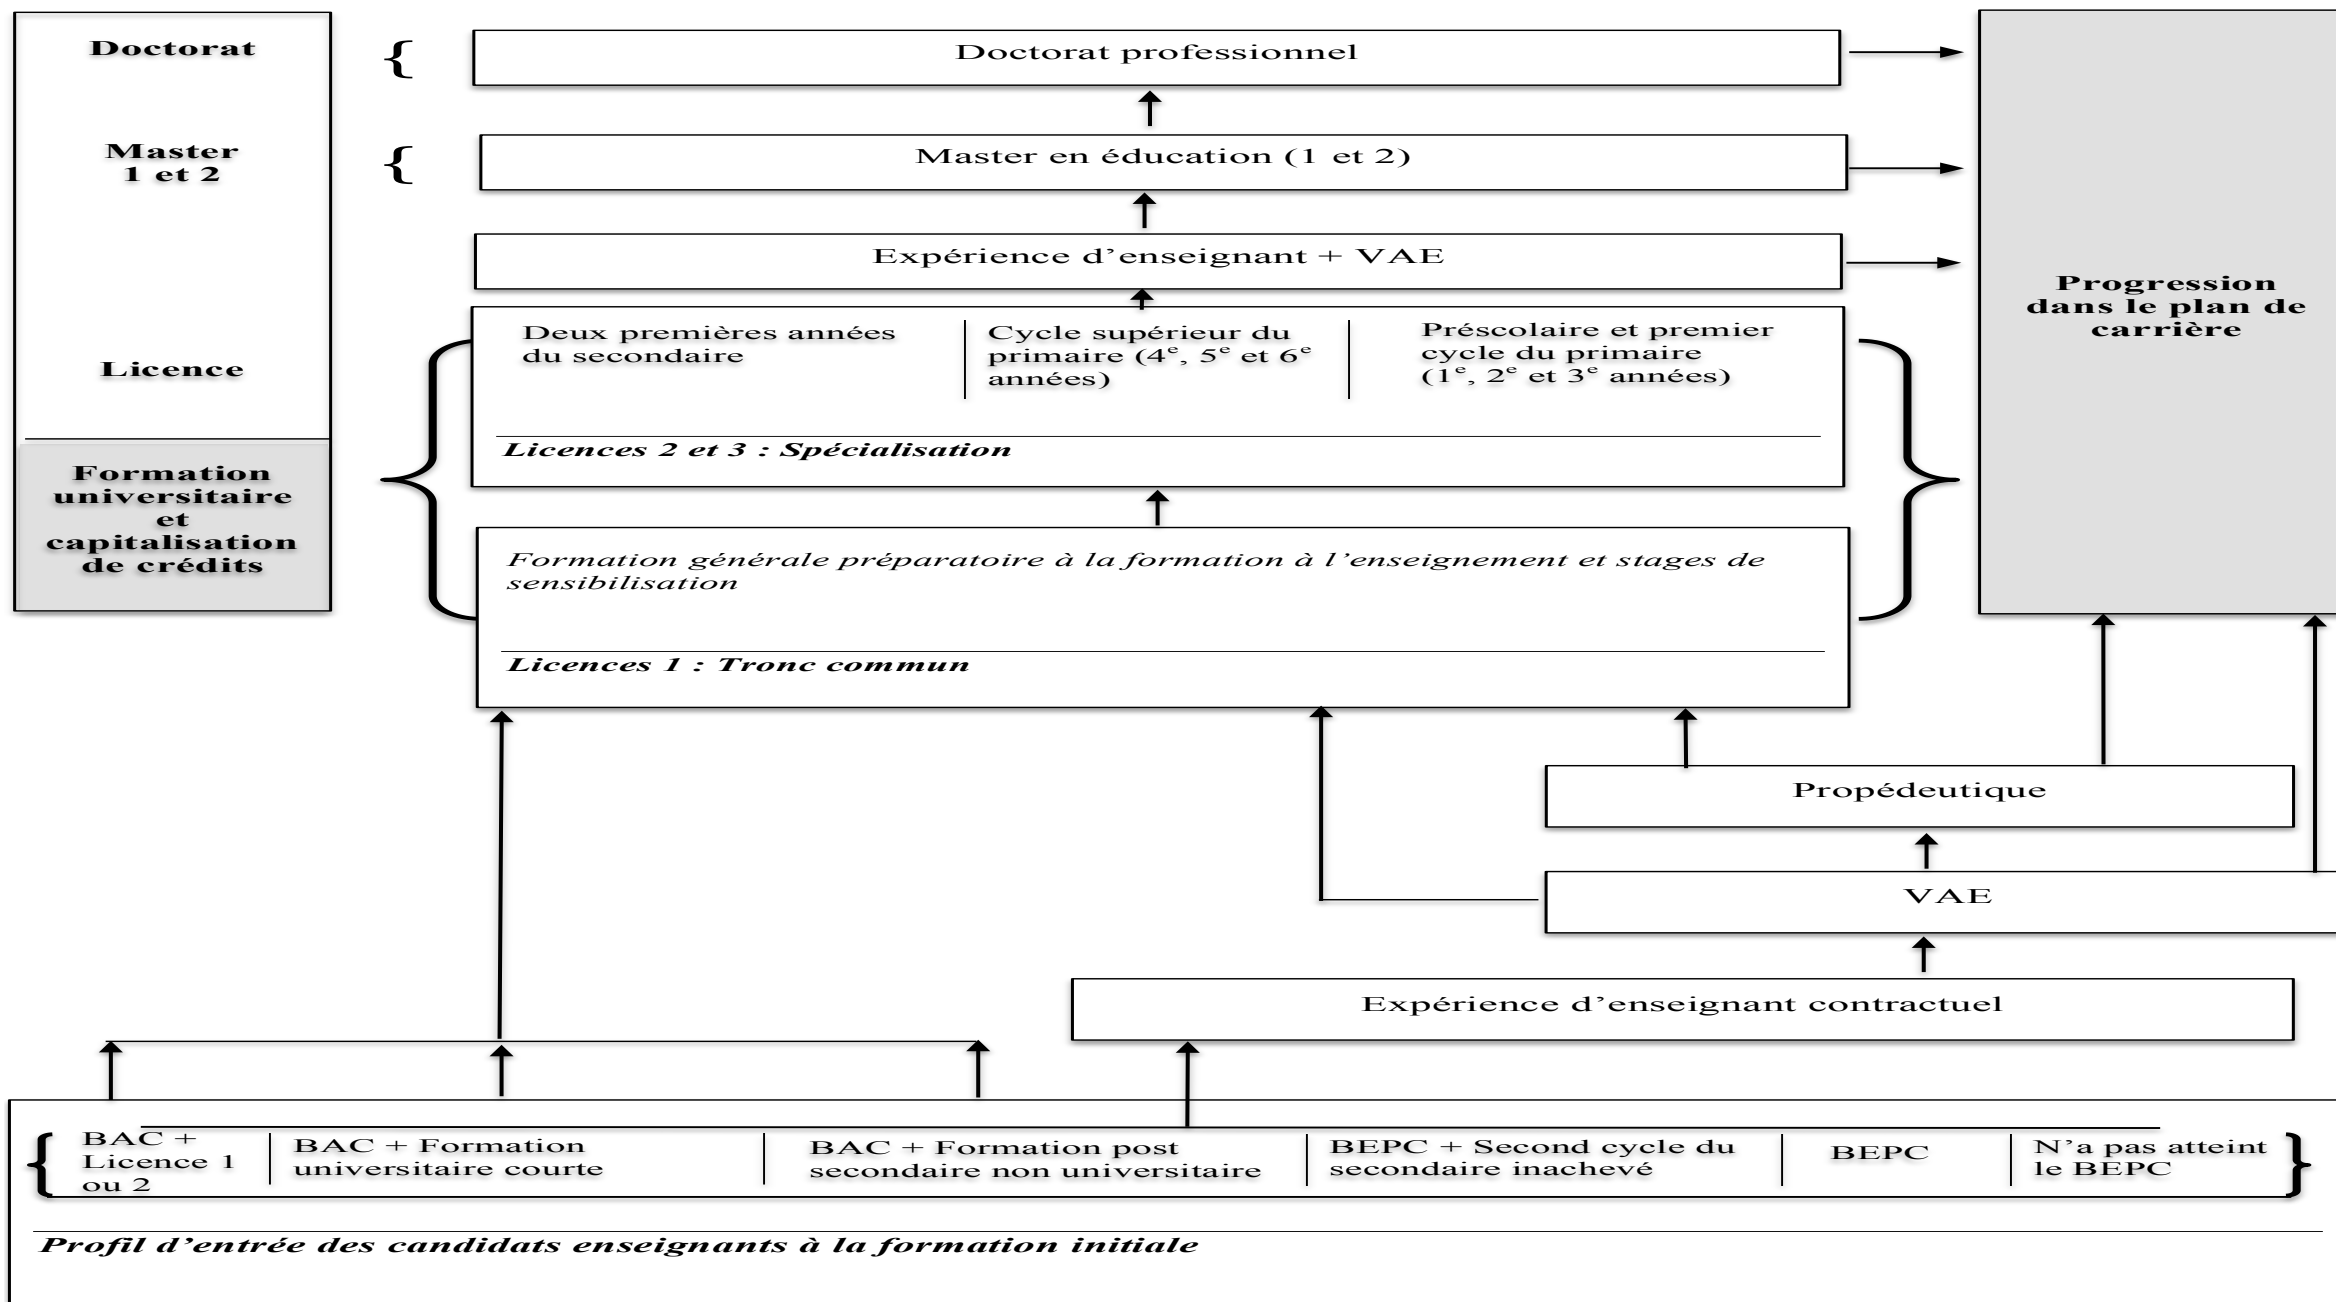 Doctorat
Doctorat professionnel
Master
1 et 2
Master en éducation (1 et 2)
Expérience d’enseignant + VAE
Progression
dans le plan de
carrière
Licence
Deux premières années
du secondaire
Cycle supérieur du
primaire (4e, 5e et 6e
années)
Préscolaire et premier
cycle du primaire
(1e, 2e et 3e années)
Licences 2 et 3 : Spécialisation
Formation
universitaire
et
capitalisation
de crédits
Formation générale préparatoire à la formation à l’enseignement et stages de
sensibilisation
Licences 1 : Tronc commun
Propédeutique
VAE
Expérience d’enseignant contractuel
BAC +
Licence 1
ou 2
BAC + Formation
universitaire courte
BAC + Formation post
secondaire non universitaire
BEPC + Second cycle du
secondaire inachevé
BEPC
N’a pas atteint
le BEPC
Profil d’entrée des candidats enseignants à la formation initiale